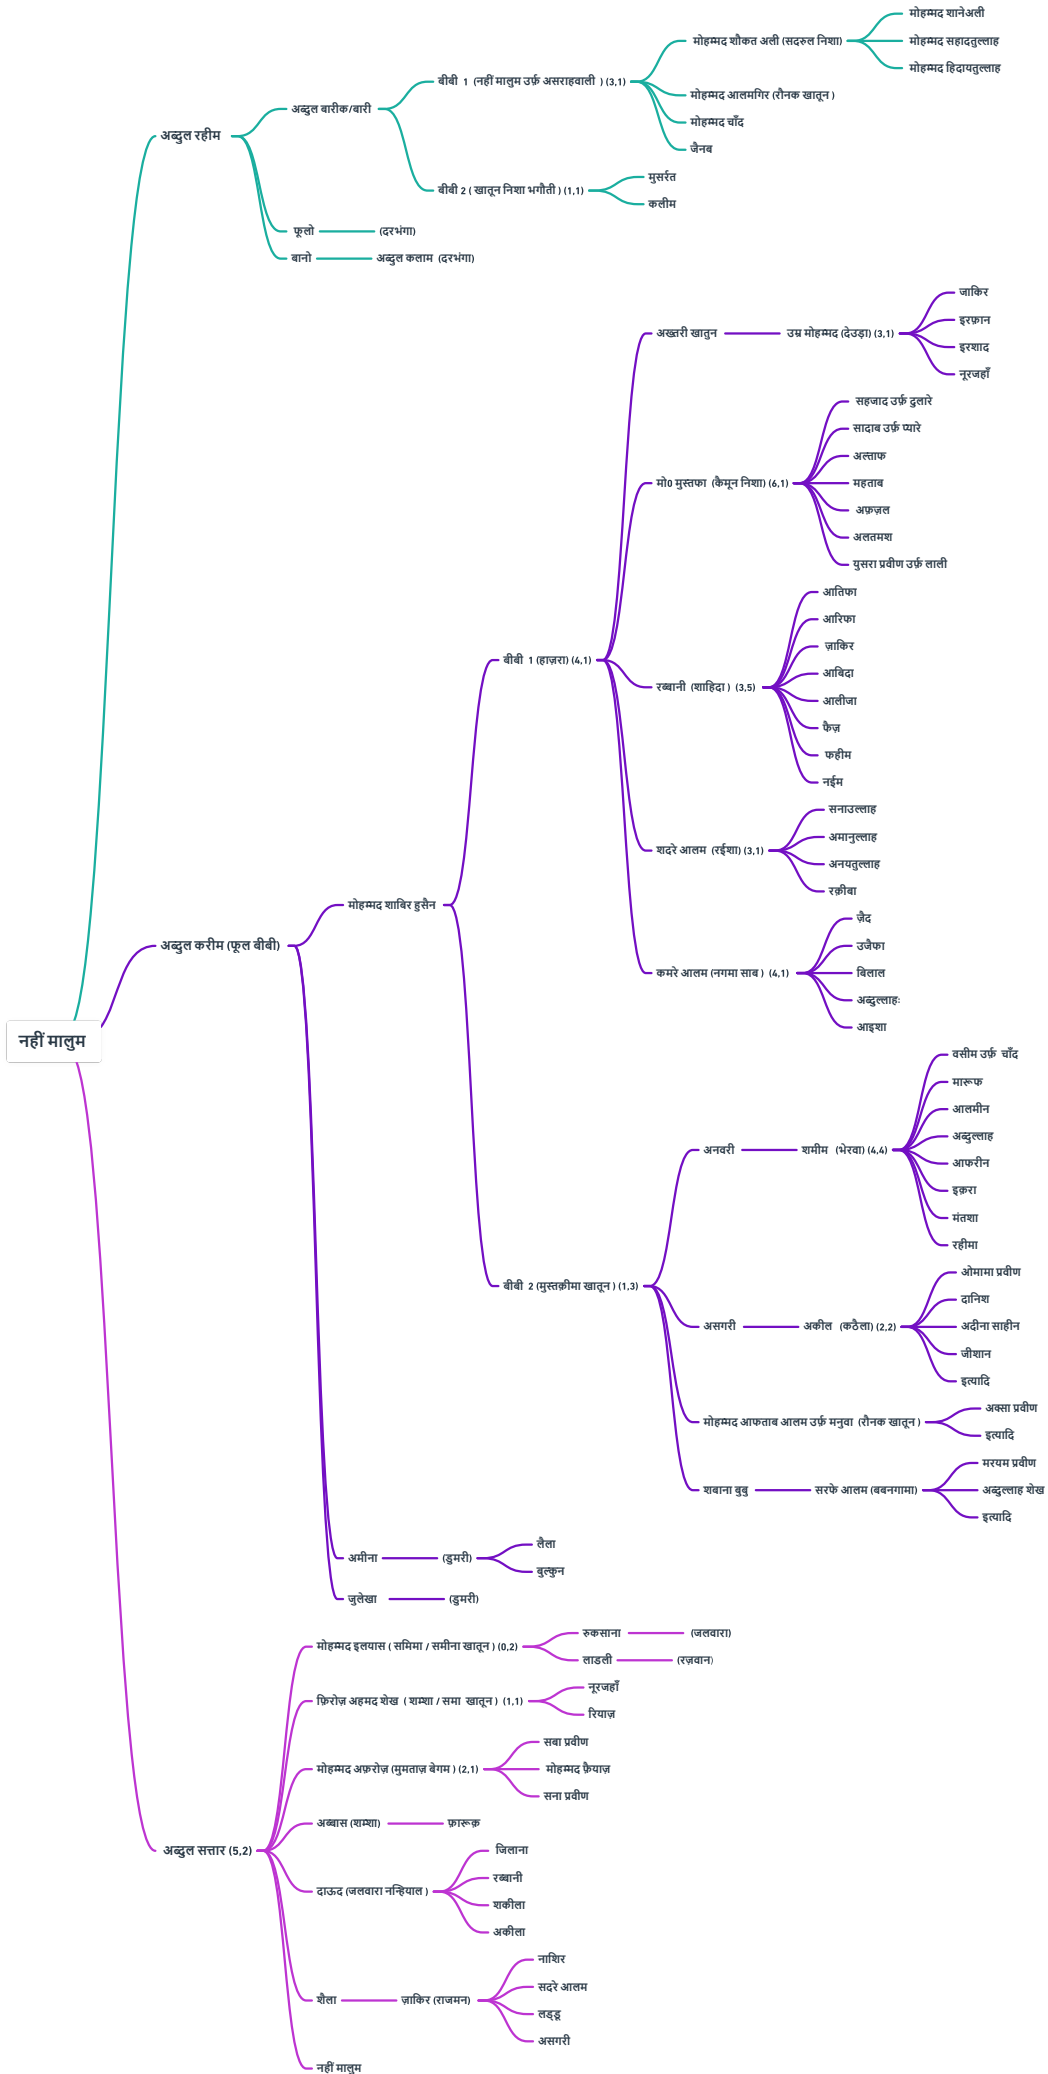 नहीं मालुम
अब्दुल रहीम
अब्दुल बारीक/बारी
बीबी 1 (नहीं मालुम उर्फ़ असराहवाली ) (3,1)
मोहम्मद शौकत अली (सदरुल निशा)
मोहम्मद शानेअली
मोहम्मद सहादतुल्लाह
मोहम्मद हिदायतुल्लाह
मोहम्मद आलमगिर (रौनक खातून )
मोहम्मद चाँद
जैनब
बीबी 2 ( खातून निशा भगौती ) (1,1)
मुसर्रत
कलीम
फूलो
(दरभंगा)
बानो
अब्दुल कलाम (दरभंगा)
अब्दुल करीम (फूल बीबी)
मोहम्मद शाबिर हुसैन
बीबी 1 (हाज़रा) (4,1)
अख्तरी खातुन
उम्र मोहम्मद (देउड़ा) (3,1)
जाकिर
इरफ़ान
इरशाद
नूरजहाँ
मो0 मुस्तफा (कैमून निशा) (6,1)
सहजाद उर्फ़ दुलारे
सादाब उर्फ़ प्यारे
अल्ताफ
महताब
अफ़ज़ल
अलतमश
युसरा प्रवीण उर्फ़ लाली
रब्बानी (शाहिदा ) (3,5)
आतिफा
आरिफा
ज़ाकिर
आबिदा
आलीजा
फैज़
फहीम
नईम
शदरे आलम (रईशा) (3,1)
सनाउल्लाह
अमानुल्लाह
अनयतुल्लाह
रक़ीबा
कमरे आलम (नगमा साब ) (4,1)
ज़ैद
उजैफा
बिलाल
अब्दुल्लाहः
आइशा
बीबी 2 (मुस्तक़ीमा खातून ) (1,3)
अनवरी
शमीम (भेरवा) (4,4)
वसीम उर्फ़ चाँद
मारूफ
आलमीन
अब्दुल्लाह
आफरीन
इक़रा
मंतशा
रहीमा
असगरी
अकील (कठैला) (2,2)
ओमामा प्रवीण
दानिश
अदीना साहीन
जीशान
इत्यादि
मोहम्मद आफताब आलम उर्फ़ मनुवा (रौनक खातून )
अक्सा प्रवीण
इत्यादि
शबाना बुबु
सरफे आलम (बबनगामा)
मरयम प्रवीण
अब्दुल्लाह शेख
इत्यादि
अमीना
(डुमरी)
लैला
बुल्कुन
जुलेखा
(डुमरी)
अब्दुल सत्तार (5,2)
मोहम्मद इलयास ( समिमा / समीना खातून ) (0,2)
रुकसाना
(जलवारा)
लाडली
(रज़वान)
फ़िरोज़ अहमद शेख ( शम्शा / समा खातून ) (1,1)
नूरजहाँ
रियाज़
मोहम्मद अफ़रोज़ (मुमताज़ बेगम ) (2,1)
सबा प्रवीण
मोहम्मद फ़ैयाज़
सना प्रवीण
अब्बास (शम्शा)
फ़ारूक़
दाऊद (जलवारा नन्हियाल )
जिलाना
रब्बानी
शकीला
अकीला
शैला
ज़ाकिर (राजमन)
नाशिर
सदरे आलम
लड्डू
असगरी
नहीं मालुम